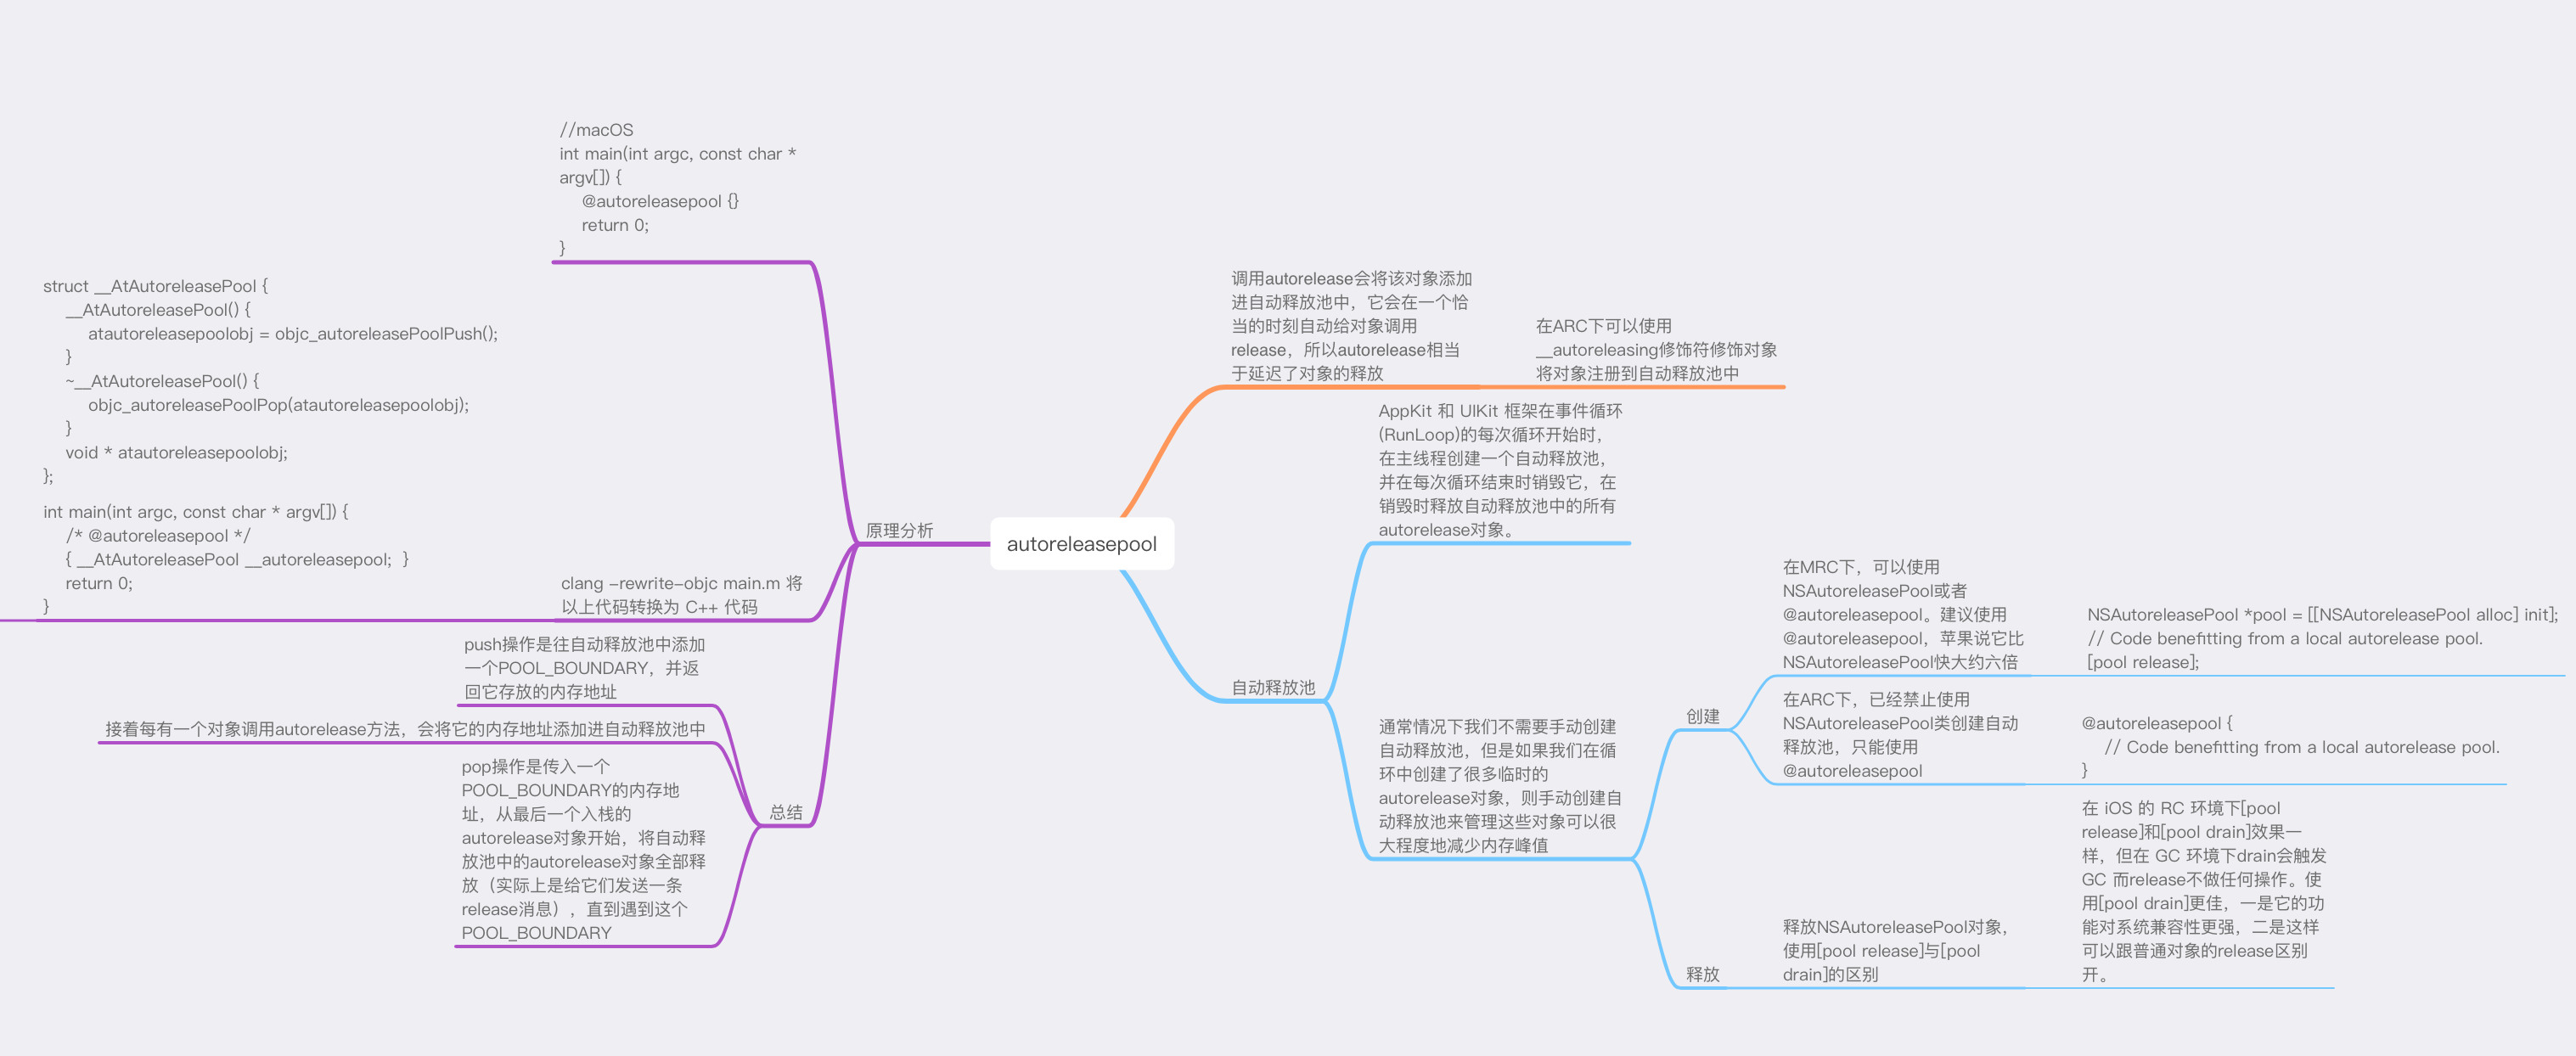 autoreleasepool
调用autorelease会将该对象添加
进自动释放池中，它会在一个恰
当的时刻自动给对象调用
release，所以autorelease相当
于延迟了对象的释放
在ARC下可以使用
__autoreleasing修饰符修饰对象
将对象注册到自动释放池中
自动释放池
AppKit 和 UIKit 框架在事件循环
(RunLoop)的每次循环开始时，
在主线程创建一个自动释放池，
并在每次循环结束时销毁它，在
销毁时释放自动释放池中的所有
autorelease对象。
通常情况下我们不需要手动创建
自动释放池，但是如果我们在循
环中创建了很多临时的
autorelease对象，则手动创建自
动释放池来管理这些对象可以很
大程度地减少内存峰值
创建
在MRC下，可以使用
NSAutoreleasePool或者
@autoreleasepool。建议使用
@autoreleasepool，苹果说它比
NSAutoreleasePool快大约六倍
NSAutoreleasePool *pool = [[NSAutoreleasePool alloc] init];
// Code benefitting from a local autorelease pool.
[pool release];
在ARC下，已经禁止使用
NSAutoreleasePool类创建自动
释放池，只能使用
@autoreleasepool
@autoreleasepool {
// Code benefitting from a local autorelease pool.
}
释放
释放NSAutoreleasePool对象，
使用[pool release]与[pool
drain]的区别
在 iOS 的 RC 环境下[pool
release]和[pool drain]效果一
样，但在 GC 环境下drain会触发
GC 而release不做任何操作。使
用[pool drain]更佳，一是它的功
能对系统兼容性更强，二是这样
可以跟普通对象的release区别
开。
原理分析
//macOS
int main(int argc, const char *
argv[]) {
@autoreleasepool {}
return 0;
}
clang –rewrite–objc main.m 将
以上代码转换为 C++ 代码
struct __AtAutoreleasePool {
__AtAutoreleasePool() {
atautoreleasepoolobj = objc_autoreleasePoolPush();
}
~__AtAutoreleasePool() {
objc_autoreleasePoolPop(atautoreleasepoolobj);
}
void * atautoreleasepoolobj;
};
int main(int argc, const char * argv[]) {
/* @autoreleasepool */
{ __AtAutoreleasePool __autoreleasepool;  }
return 0;
}
总结
push操作是往自动释放池中添加
一个POOL_BOUNDARY，并返
回它存放的内存地址
接着每有一个对象调用autorelease方法，会将它的内存地址添加进自动释放池中
pop操作是传入一个
POOL_BOUNDARY的内存地
址，从最后一个入栈的
autorelease对象开始，将自动释
放池中的autorelease对象全部释
放（实际上是给它们发送一条
release消息），直到遇到这个
POOL_BOUNDARY